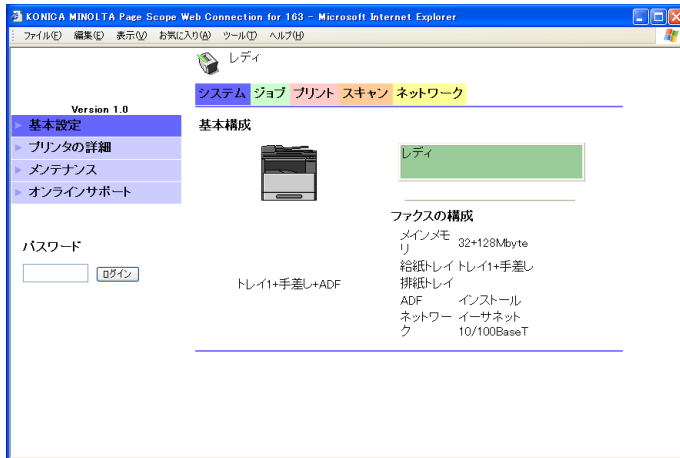 KONICA MINOLTA Page Scope Web Connection for 163 - Microsoft Internet Explorer
ファイル(F) 編集(E) 表示(V) お気に入り(A) ツール(T) ヘルプ(H)
レディ
システム ジョブ プリント スキャン ネットワーク
Version 1.0
基本設定
プリンタの詳細
メンテナンス
オンラインサポート
パスワード
ログイン
基本構成
レディ
トレイ1+手差し+ADF
ファクスの構成
メインメモ
リ
32+128Mbyte
給紙トレイ トレイ1+手差し
排紙トレイ
ADF インストール
ネットワー イーサネット
ク 10/100BaseT